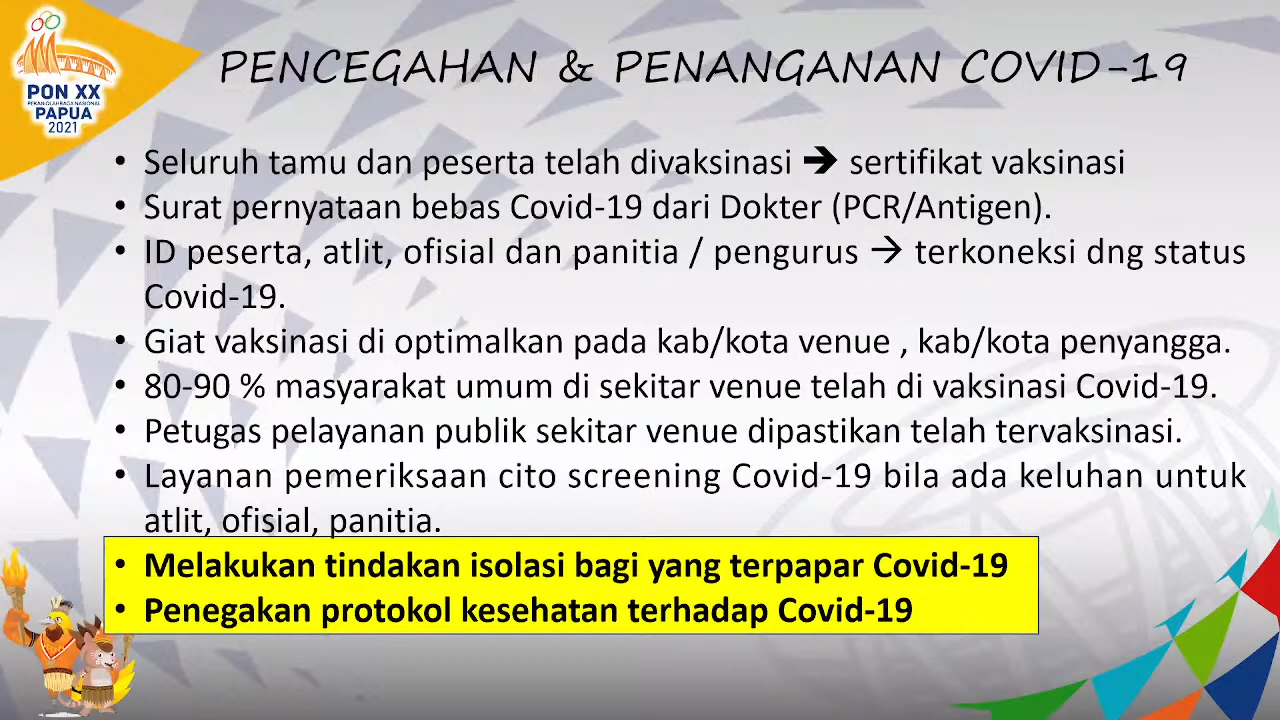 PON XX
PEKAN OLAHRAGA NASIONAL
PAPUA
2021
PENCEGAHAN & PENANGANAN COVID-19
• Seluruh tamu dan peserta telah divaksinasi ➔ sertifikat vaksinasi
• Surat pernyataan bebas Covid-19 dari Dokter (PCR/Antigen).
• ID peserta, atlit, ofisial dan panitia / pengurus → terkoneksi dng status
Covid-19.
• Giat vaksinasi di optimalkan pada kab/kota venue , kab/kota penyangga.
• 80-90 % masyarakat umum di sekitar venue telah di vaksinasi Covid-19.
• Petugas pelayanan publik sekitar venue dipastikan telah tervaksinasi.
• Layanan pemeriksaan cito screening Covid-19 bila ada keluhan untuk
atlit, ofisial, panitia.
• Melakukan tindakan isolasi bagi yang terpapar Covid-19
• Penegakan protokol kesehatan terhadap Covid-19